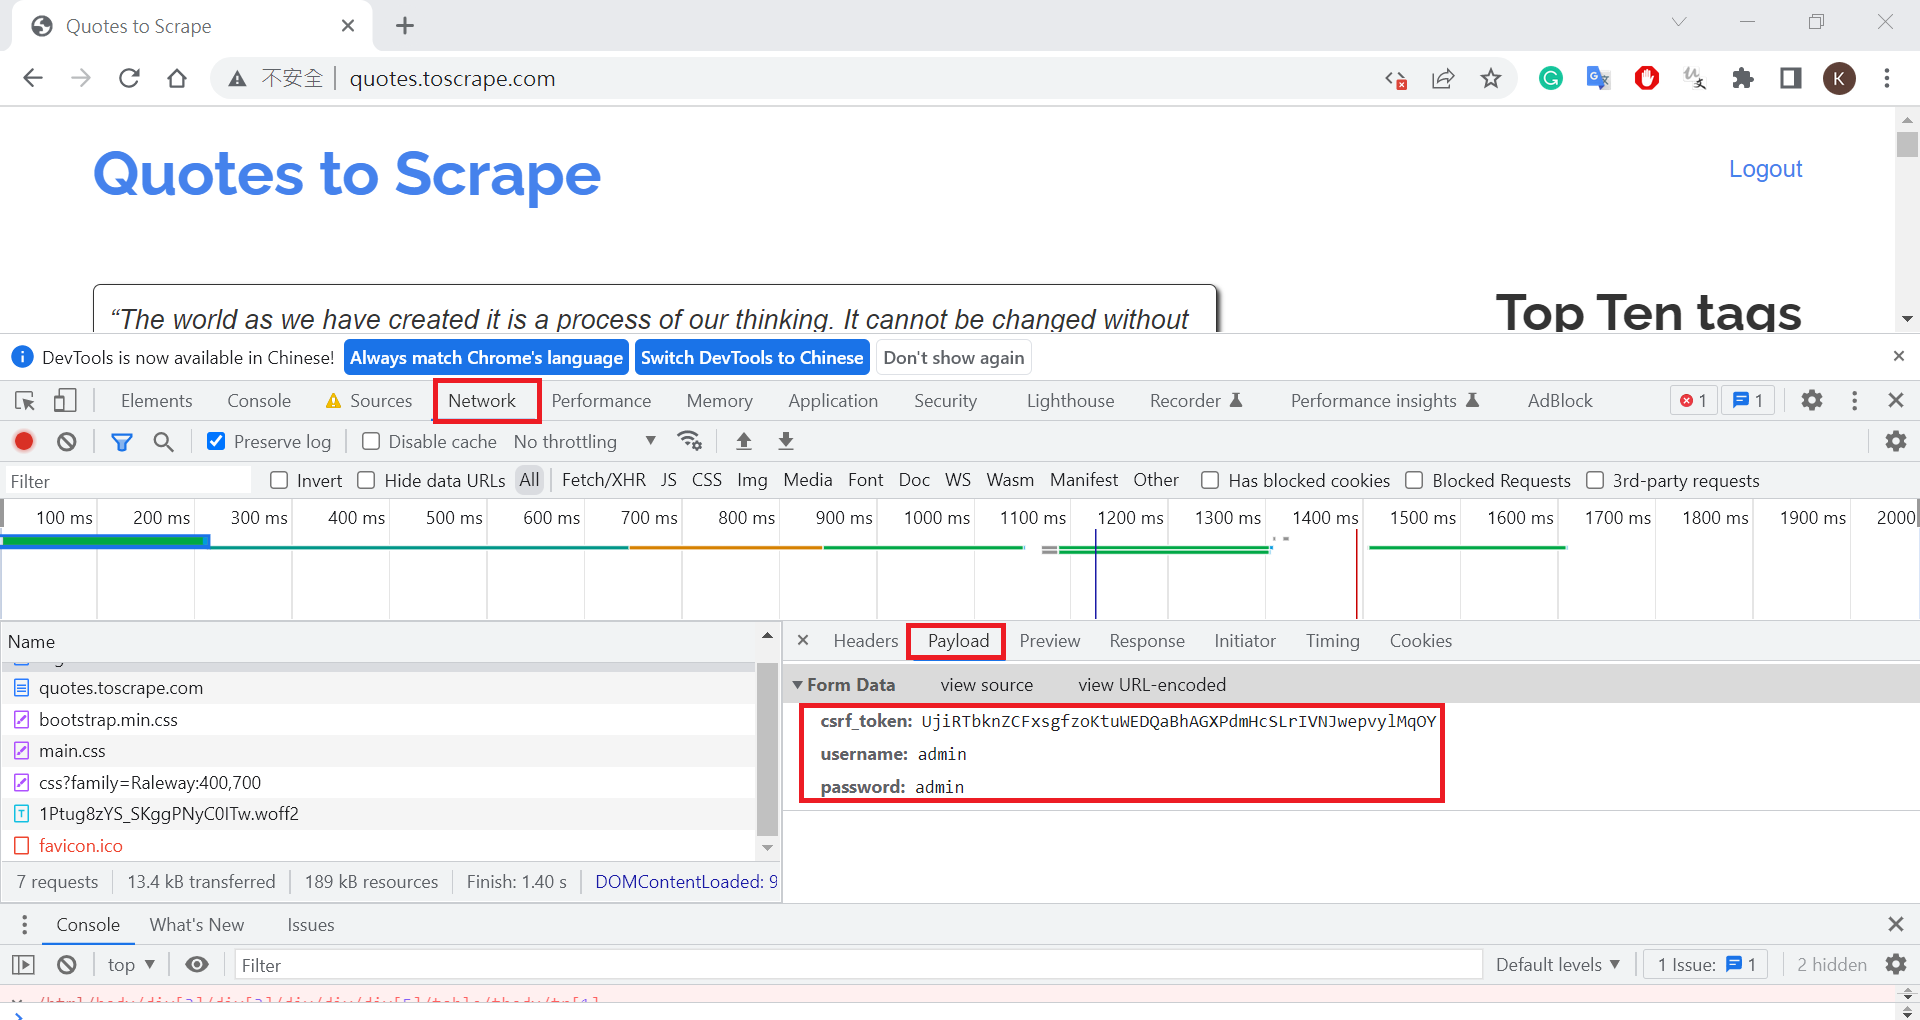 Quotes to Scrape
不安全 quotes.toscrape.com
K
Quotes to Scrape
Logout
“The world as we have created it is a process of our thinking. It cannot be changed without
Top Ten tags
DevTools is now available in Chinese! Always match Chrome's language Switch DevTools to Chinese Don't show again
Elements Console Sources Network Performance Memory Application Security Lighthouse Recorder Performance insights AdBlock 1 1
Preserve log Disable cache No throttling
Filter Invert Hide data URLs All Fetch/XHR JS CSS Img Media Font Doc WS Wasm Manifest Other Has blocked cookies Blocked Requests 3rd-party requests
100 ms 200 ms 300 ms 400 ms 500 ms 600 ms 700 ms 800 ms 900 ms 1000 ms 1100 ms 1200 ms 1300 ms 1400 ms 1500 ms 1600 ms 1700 ms 1800 ms 1900 ms 2000
Name
quotes.toscrape.com
bootstrap.min.css
main.css
css?family=Raleway:400,700
1Ptug8zYS_SKggPNyC0ITw.woff2
favicon.ico
7 requests 13.4 kB transferred 189 kB resources Finish: 1.40 s DOMContentLoaded: 9
Headers Payload Preview Response Initiator Timing Cookies
Form Data view source view URL-encoded
csrf_token: UjiRTbknZCFxsgfzoKtuWEDQaBhAGXPdmHcSLrIVNJwepvylMqOY
username: admin
password: admin
Console What's New Issues
top Filter Default levels 1 Issue: 1 2 hidden